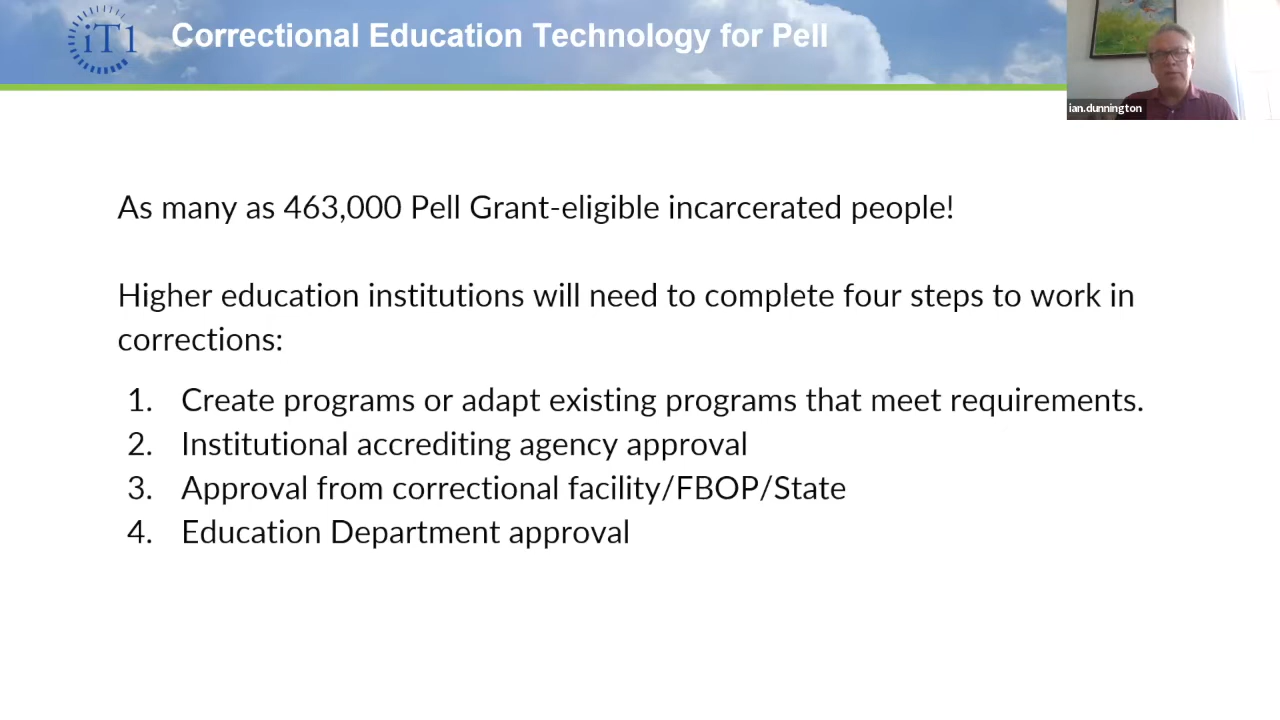 iT1
Correctional Education Technology for Pell
ian.dunnington
As many as 463,000 Pell Grant-eligible incarcerated people!
Higher education institutions will need to complete four steps to work in
corrections:
1. Create programs or adapt existing programs that meet requirements.
2. Institutional accrediting agency approval
3. Approval from correctional facility/FBOP/State
4. Education Department approval